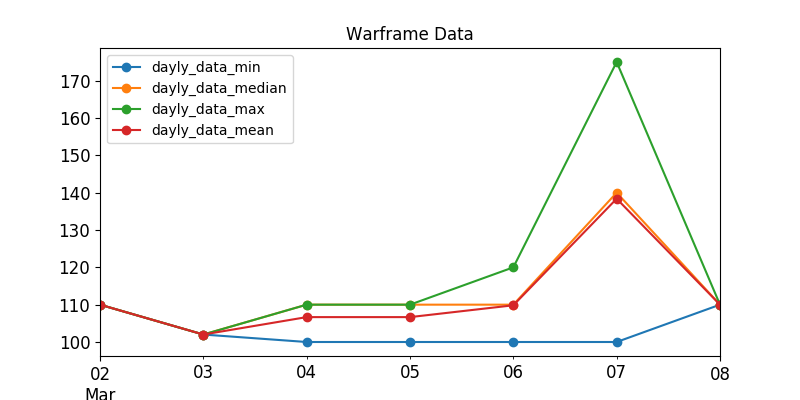 Warframe Data
dayly_data_min
dayly_data_median
dayly_data_max
dayly_data_mean
170
160
150
140
130
120
110
100
02 03 04 05 06 07 08
Mar